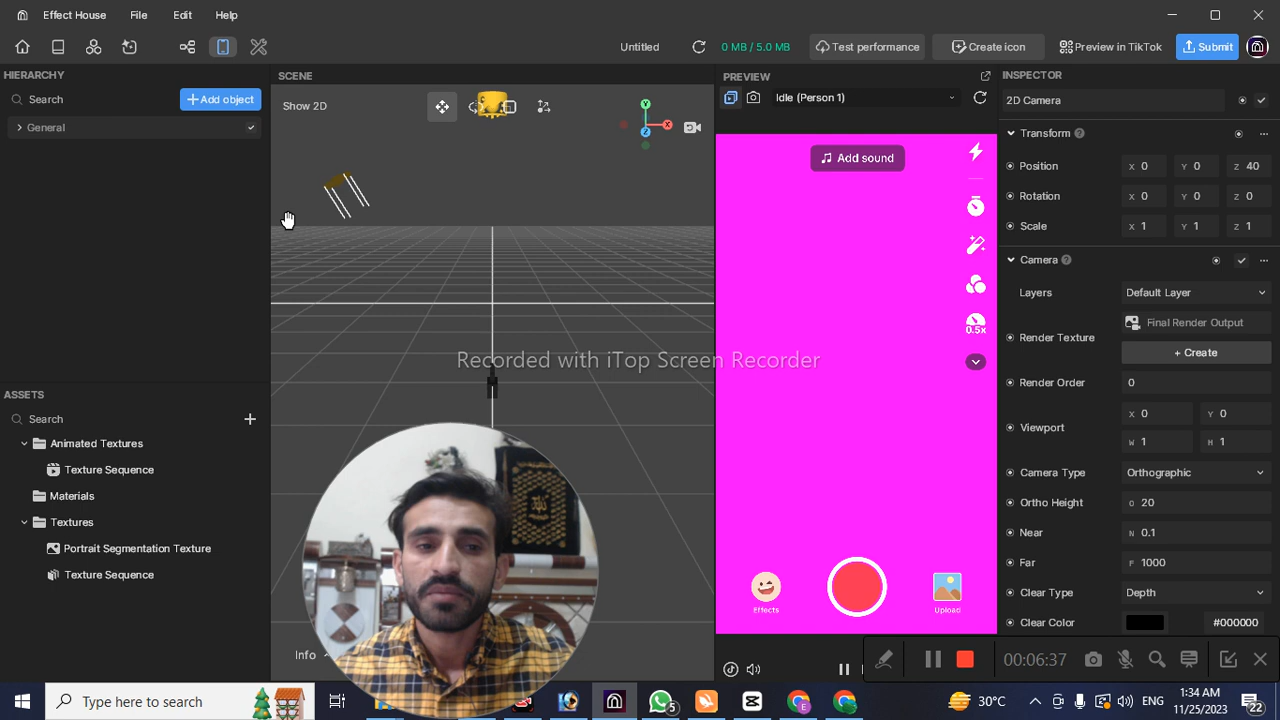 Effect House File Edit Help
Untitled 0 MB / 5.0 MB Test performance Create icon Preview in TikTok Submit
HIERARCHY
Search Add object
General
SCENE
Show 2D
Y
X
Z
Info
ASSETS
Search
Animated Textures
Texture Sequence
Materials
Textures
Portrait Segmentation Texture
Texture Sequence
PREVIEW
Idle (Person 1)
Add sound
0.5x
Effects Upload
INSPECTOR
2D Camera
Transform ?
Position X 0 Y 0 Z 40
Rotation X 0 Y 0 Z 0
Scale X 1 Y 1 Z 1
Camera ?
Layers Default Layer
Render Texture Final Render Output
+ Create
Render Order 0
Viewport X 0 Y 0
W 1 H 1
Camera Type Orthographic
Ortho Height O 20
Near N 0.1
Far F 1000
Clear Type Depth
Clear Color #000000
Recorded with iTop Screen Recorder
00:06:37
Type here to search 5 E 30°C ENG 1:34 AM
11/25/2023 22